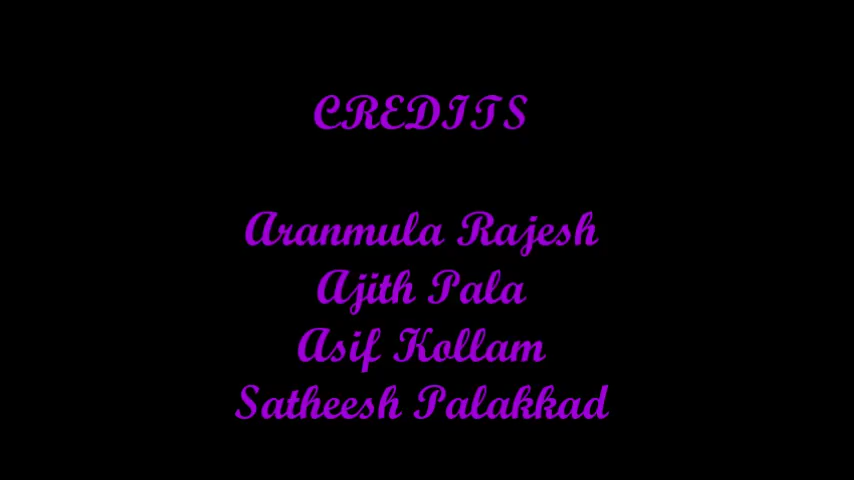 CREDITS
Aranmula Rajesh
Ajith Pala
Asif Kollam
Satheesh Palakkad